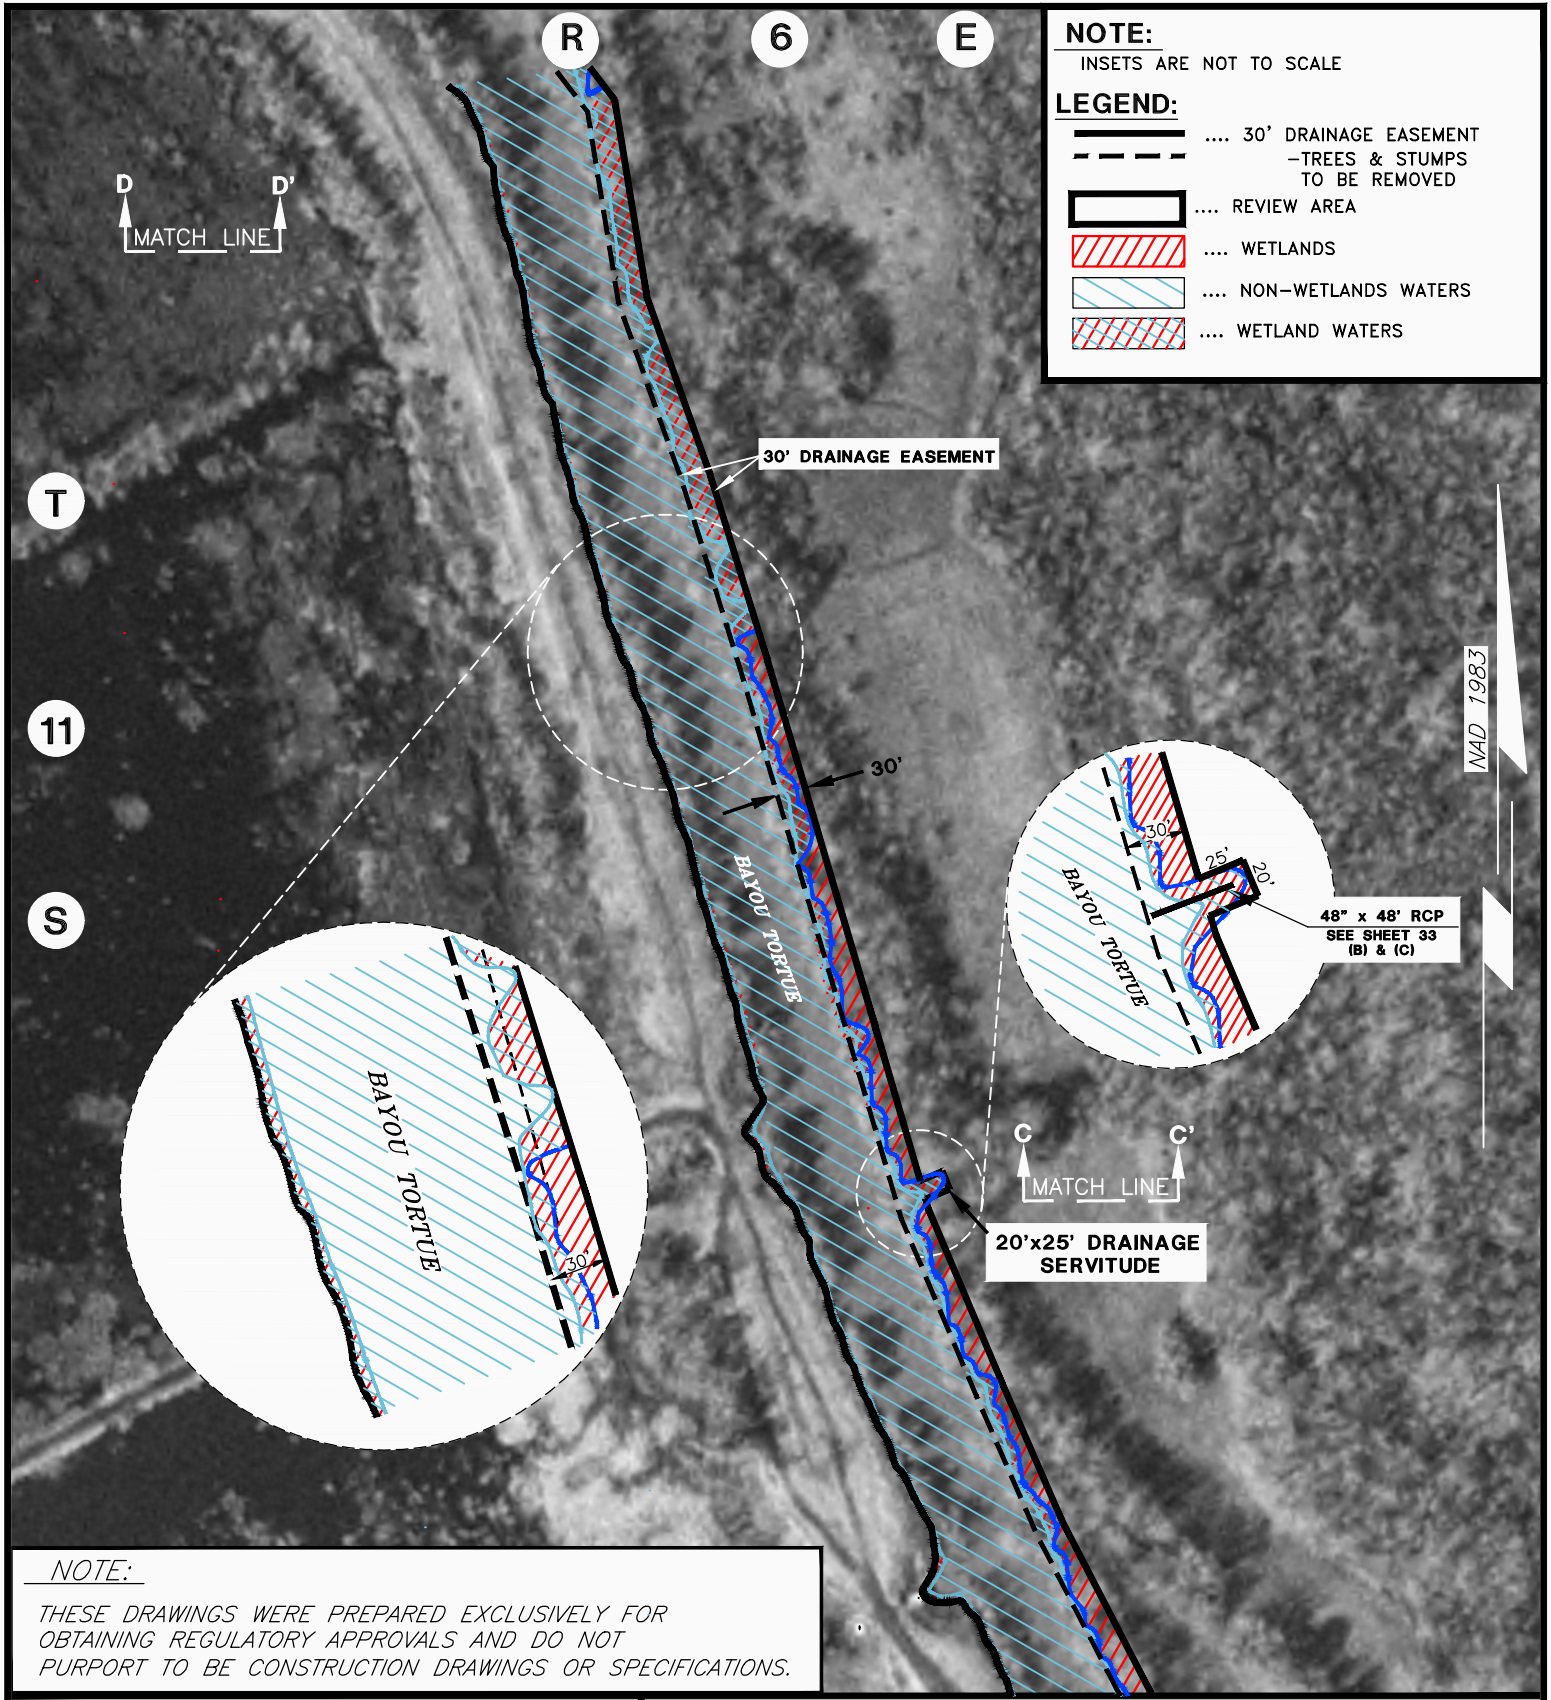 R 6 E
NOTE:
INSETS ARE NOT TO SCALE
LEGEND:
.... 30' DRAINAGE EASEMENT
-TREES & STUMPS
TO BE REMOVED
.... REVIEW AREA
.... WETLANDS
.... NON-WETLANDS WATERS
.... WETLAND WATERS
D D'
MATCH LINE
30' DRAINAGE EASEMENT
T
11
S
NAD 1983
30'
BAYOU TORTUE
30'
25'
20'
BAYOU TORTUE
48" x 48' RCP
SEE SHEET 33
(B) & (C)
BAYOU TORTUE
30'
C C'
MATCH LINE
20'x25' DRAINAGE
SERVITUDE
NOTE:
THESE DRAWINGS WERE PREPARED EXCLUSIVELY FOR
OBTAINING REGULATORY APPROVALS AND DO NOT
PURPORT TO BE CONSTRUCTION DRAWINGS OR SPECIFICATIONS.